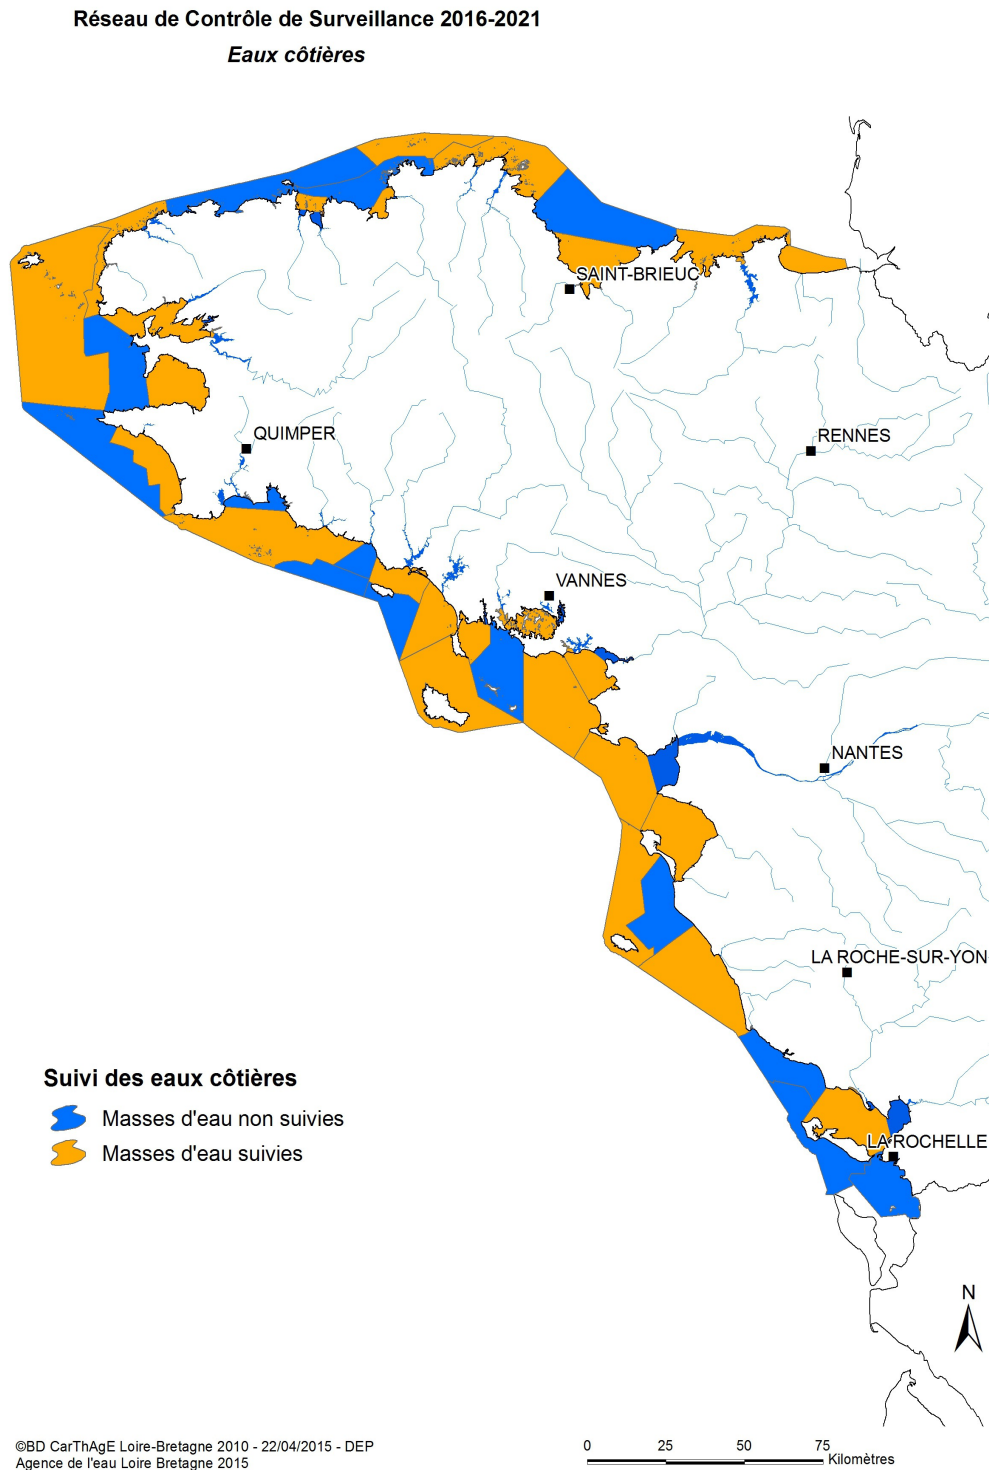 Réseau de Contrôle de Surveillance 2016-2021
Eaux côtières
SAINT-BRIEUC
QUIMPER
RENNES
VANNES
NANTES
LA ROCHE-SUR-YON
LA ROCHELLE
Suivi des eaux côtières
Masses d'eau non suivies
Masses d'eau suivies
N
©BD CarThAgE Loire-Bretagne 2010 - 22/04/2015 - DEP
Agence de l'eau Loire Bretagne 2015
0 25 50 75
Kilomètres